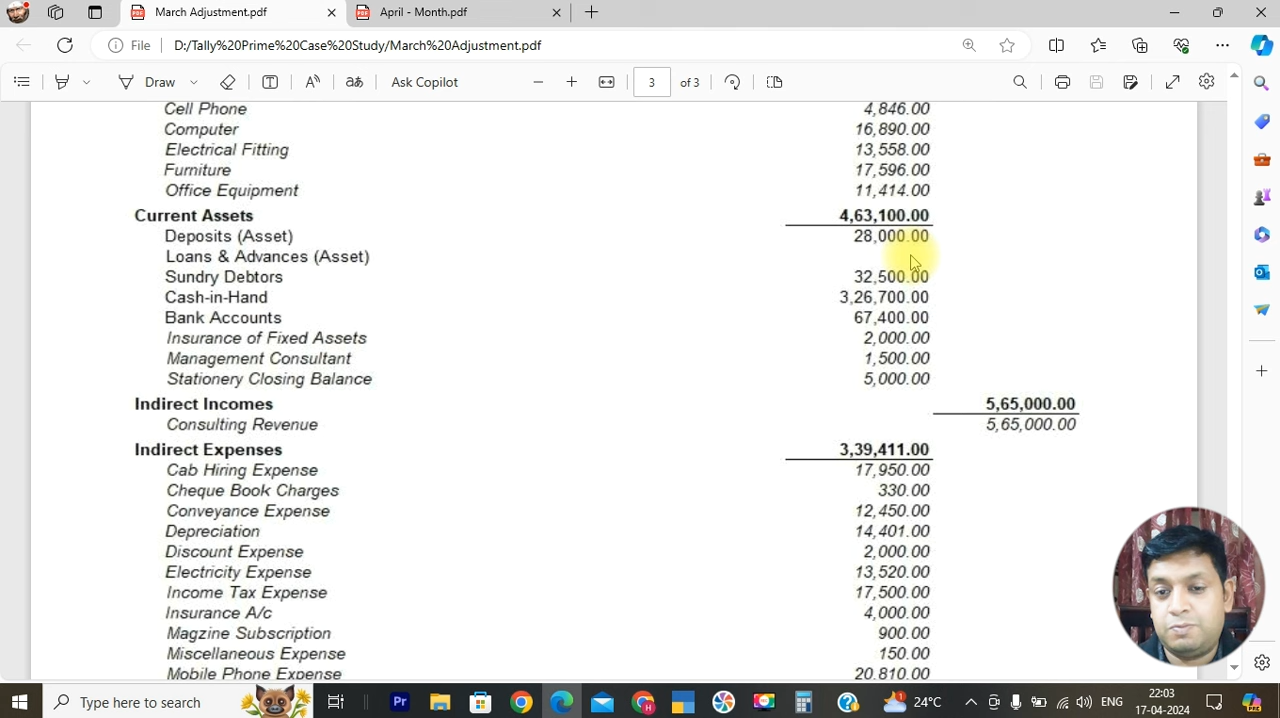 March Adjustment.pdf
April - Month.pdf
File
D:/Tally%20Prime%20Case%20Study/March%20Adjustment.pdf
Draw
aあ
Ask Copilot
3
of 3
Cell Phone 4,846.00
Computer 16,890.00
Electrical Fitting 13,558.00
Furniture 17,596.00
Office Equipment 11,414.00
Current Assets 4,63,100.00
Deposits (Asset) 28,000.00
Loans & Advances (Asset)
Sundry Debtors 32,500.00
Cash-in-Hand 3,26,700.00
Bank Accounts 67,400.00
Insurance of Fixed Assets 2,000.00
Management Consultant 1,500.00
Stationery Closing Balance 5,000.00
Indirect Incomes 5,65,000.00
Consulting Revenue 5,65,000.00
Indirect Expenses 3,39,411.00
Cab Hiring Expense 17,950.00
Cheque Book Charges 330.00
Conveyance Expense 12,450.00
Depreciation 14,401.00
Discount Expense 2,000.00
Electricity Expense 13,520.00
Income Tax Expense 17,500.00
Insurance A/c 4,000.00
Magzine Subscription 900.00
Miscellaneous Expense 150.00
Mobile Phone Expense 20,810.00
Type here to search
Pr
1
24°C
ENG
22:03
17-04-2024